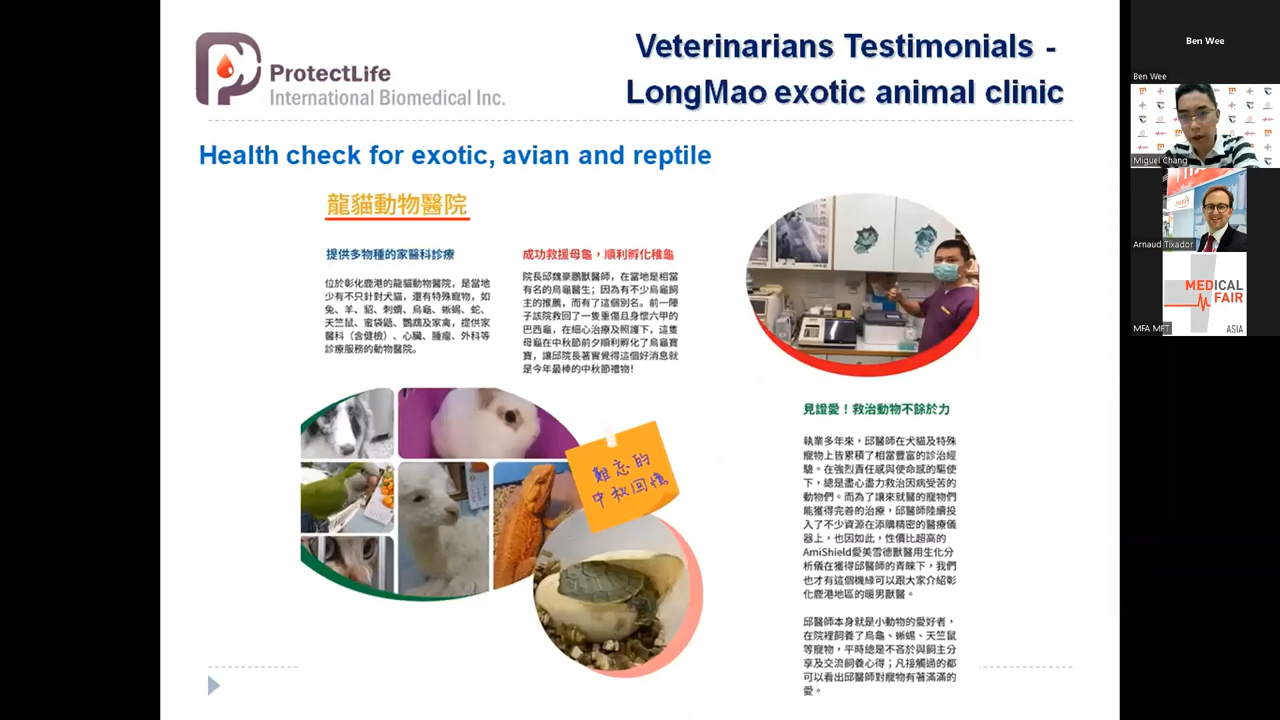 ProtectLife
International Biomedical Inc.
Veterinarians Testimonials -
LongMao exotic animal clinic
Health check for exotic, avian and reptile
龍貓動物醫院
提供多物種的家醫科診療
位於彰化鹿港的龍貓動物醫院，是當地
少有不只針對犬貓，還有特殊寵物，如
兔、羊、貂、刺蝟、烏龜、蜥蜴、蛇、
天竺鼠、蜜袋鼯、鸚鵡及家禽，提供家
醫科（含健檢）、心臟、腫瘤、外科等
診療服務的動物醫院。
成功救援母龜，順利孵化稚龜
院長邱魏豪鵬獸醫師，在當地是相當
有名的烏龜醫生；因為有不少烏龜飼
主的推薦，而有了這個別名。前一陣
子該院救回了一隻重傷且身懷六甲的
巴西龜，在細心治療及照護下，這隻
母龜在中秋節前夕順利孵化了烏龜寶
寶，讓邱院長著實覺得這個好消息就
是今年最棒的中秋節禮物!
難忘的
中秋回憶
見證愛！救治動物不餘於力
執業多年來，邱醫師在犬貓及特殊
寵物上皆累積了相當豐富的診治經
驗。在強烈責任感與使命感的驅使
下，總是盡心盡力救治因病受苦的
動物們。而為了讓來就醫的寵物們
能獲得完善的治療，邱醫師陸續投
入了不少資源在添購精密的醫療儀
器上，也因如此，性價比超高的
AmiShield愛美雪德獸醫用生化分
析儀在獲得邱醫師的青睞下，我們
也才有這個機緣可以跟大家介紹彰
化鹿港地區的暖男獸醫。
邱醫師本身就是小動物的愛好者，
在院裡飼養了烏龜、蜥蜴、天竺鼠
等寵物，平時總是不吝於與飼主分
享及交流飼養心得；凡接觸過的都
可以看出邱醫師對寵物有著滿滿的
愛。
Ben Wee
Ben Wee
Miguel Chang
Arnaud Tixador
MEDICAL
FAIR
ASIA
MFA MFT